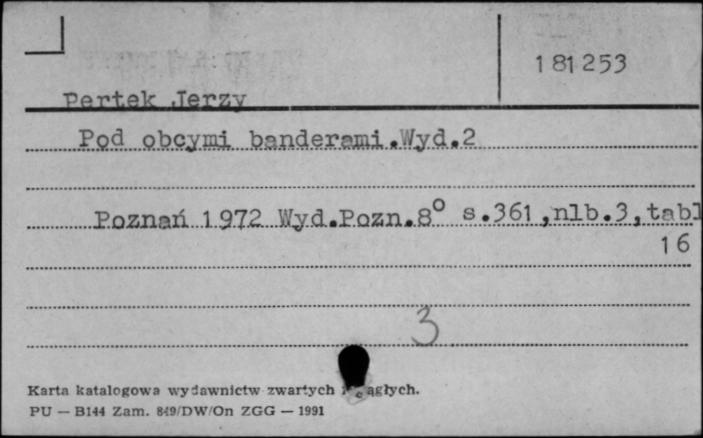 181253
Pertek Jerzy
Pod obcymi banderami.Wyd.2
Poznań 1972 Wyd.Pozn.8° s.361,nlb.3,tabl
16
3
Karta katalogowa wydawnictw zwartych i ciągłych.
PU — B144 Zam. 849/DW/On ZGG — 1991